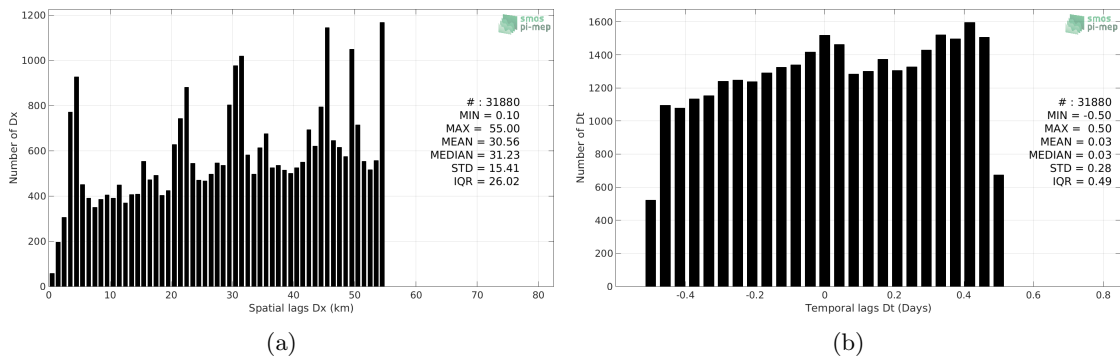 1200
1000
800
600
400
200
0
Number of Dx
smos
pi-mep
# : 31880
MIN = 0.10
MAX = 55.00
MEAN = 30.56
MEDIAN = 31.23
STD = 15.41
IQR = 26.02
0 10 20 30 40 50 60 70 80
Spatial lags Dx (km)
(a)
1600
1400
1200
1000
800
600
400
200
0
Number of Dt
smos
pi-mep
# : 31880
MIN = -0.50
MAX = 0.50
MEAN = 0.03
MEDIAN = 0.03
STD = 0.28
IQR = 0.49
-0.4 -0.2 0 0.2 0.4 0.6 0.8
Temporal lags Dt (Days)
(b)